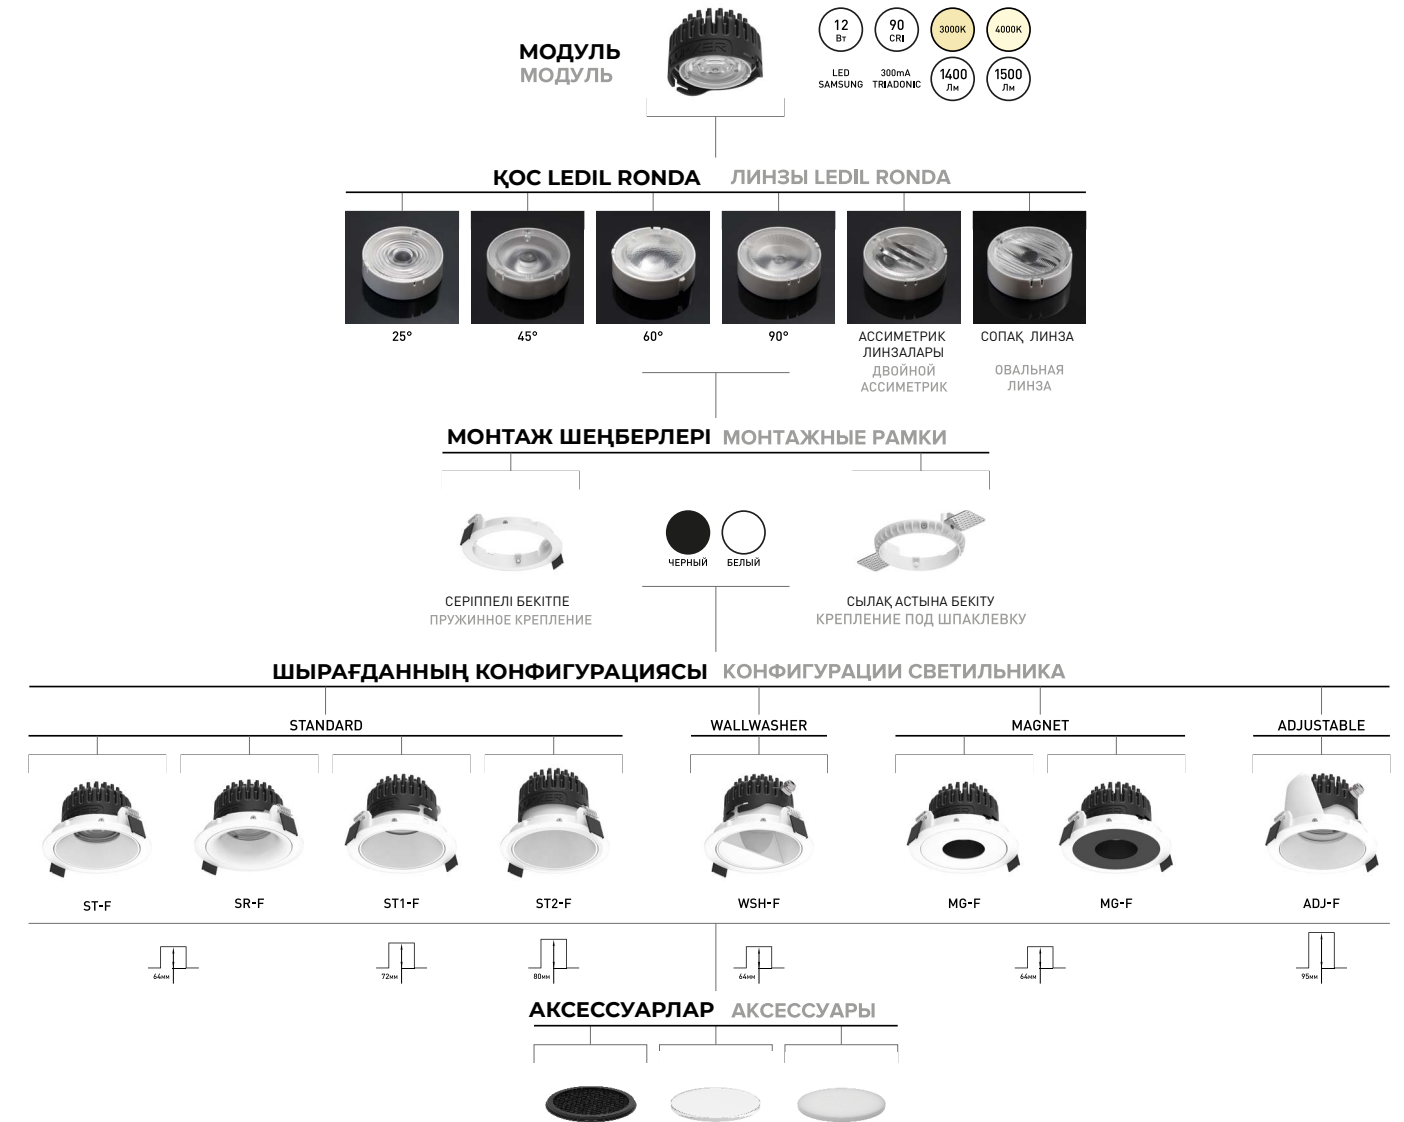 МОДУЛЬ
МОДУЛЬ
12 Вт
90 CRI
3000K
4000K
LED SAMSUNG
300mA TRIADONIC
1400 Лм
1500 Лм
ҚОС LEDIL RONDA ЛИНЗЫ LEDIL RONDA
25°
45°
60°
90°
АССИМЕТРИК
ЛИНЗАЛАРЫ
ДВОЙНОЙ
АССИМЕТРИК
СОПАҚ ЛИНЗА
ОВАЛЬНАЯ
ЛИНЗА
МОНТАЖ ШЕҢБЕРЛЕРІ МОНТАЖНЫЕ РАМКИ
ЧЕРНЫЙ
БЕЛЫЙ
СЕРІППЕЛІ БЕКІТПЕ
ПРУЖИННОЕ КРЕПЛЕНИЕ
СЫЛАҚ АСТЫНА БЕКІТУ
КРЕПЛЕНИЕ ПОД ШПАКЛЕВКУ
ШЫРАҒДАННЫҢ КОНФИГУРАЦИЯСЫ КОНФИГУРАЦИИ СВЕТИЛЬНИКА
STANDARD
WALLWASHER
MAGNET
ADJUSTABLE
ST-F
SR-F
ST1-F
ST2-F
WSH-F
MG-F
MG-F
ADJ-F
64мм
72мм
80мм
64мм
64мм
95мм
АКСЕССУАРЛАР АКСЕССУАРЫ